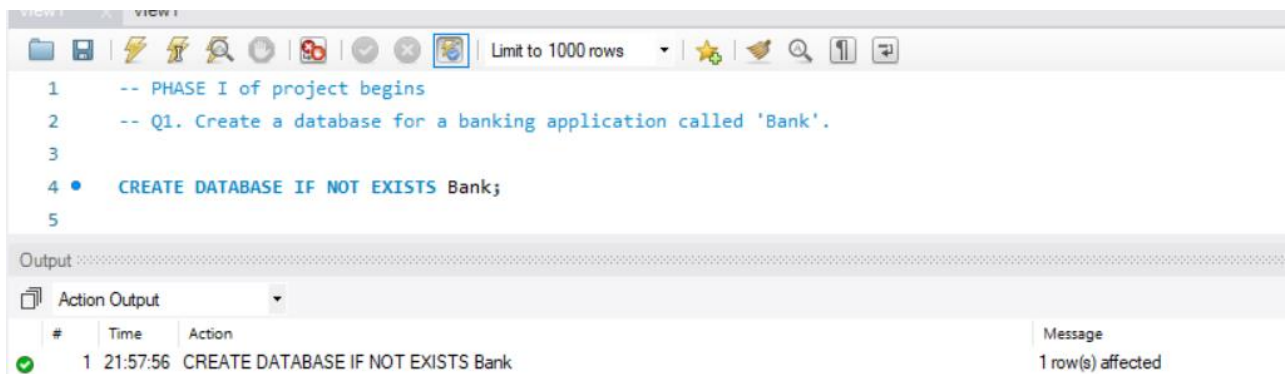 View1
Limit to 1000 rows
1 -- PHASE I of project begins
2 -- Q1. Create a database for a banking application called 'Bank'.
3
4 CREATE DATABASE IF NOT EXISTS Bank;
5
Output
Action Output
# Time Action Message
1 21:57:56 CREATE DATABASE IF NOT EXISTS Bank 1 row(s) affected